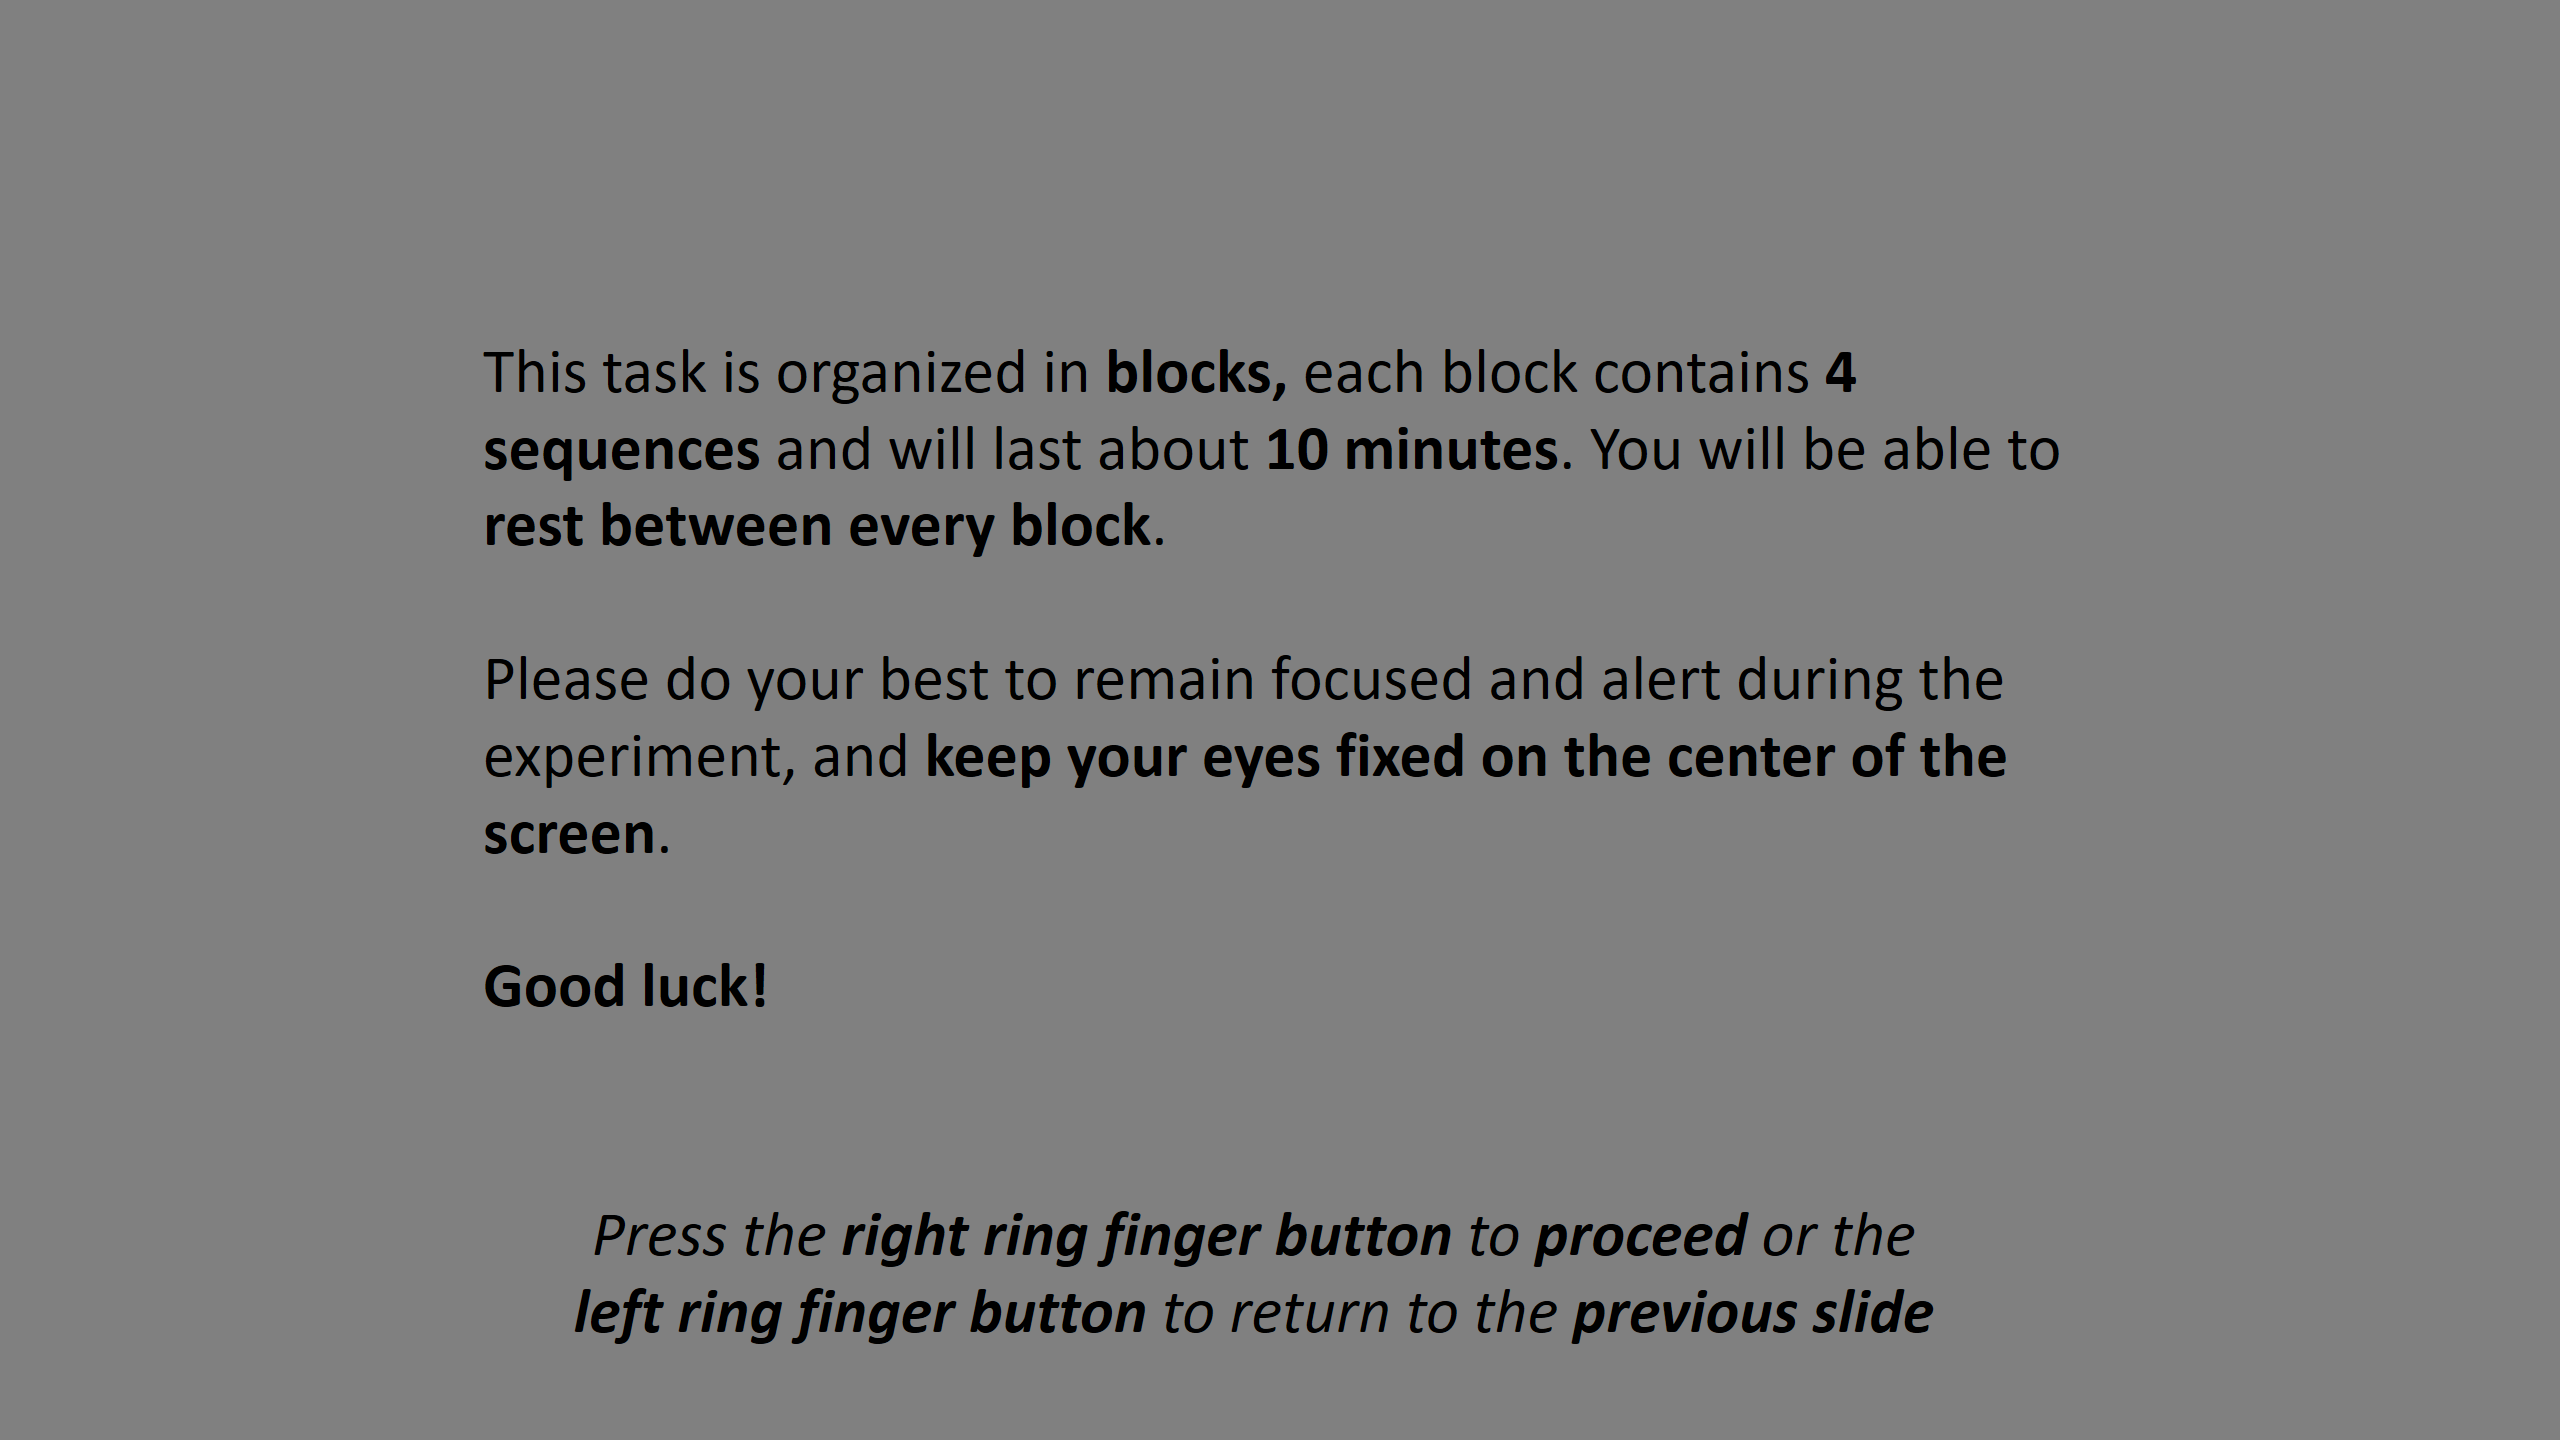 This task is organized in blocks, each block contains 4
sequences and will last about 10 minutes. You will be able to
rest between every block.
Please do your best to remain focused and alert during the
experiment, and keep your eyes fixed on the center of the
screen.
Good luck!
Press the right ring finger button to proceed or the
left ring finger button to return to the previous slide